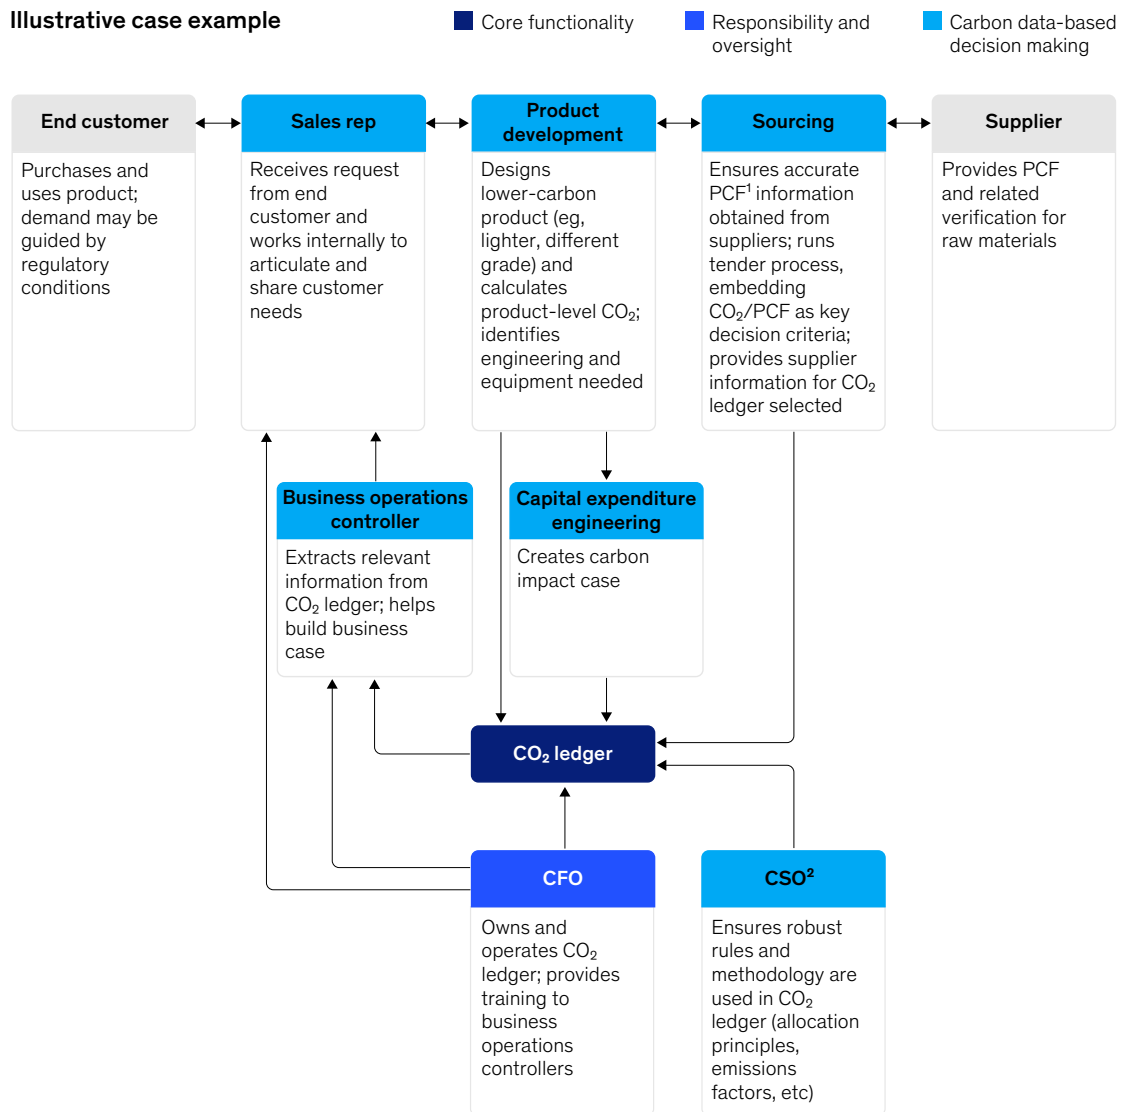 Illustrative case example
Core functionality
Responsibility and
oversight
Carbon data-based
decision making
End customer
Purchases and
uses product;
demand may be
guided by
regulatory
conditions
Sales rep
Receives request
from end
customer and
works internally to
articulate and
share customer
needs
Product
development
Designs
lower-carbon
product (eg,
lighter, different
grade) and
calculates
product-level CO₂;
identifies
engineering and
equipment needed
Sourcing
Ensures accurate
PCF¹ information
obtained from
suppliers; runs
tender process,
embedding
CO₂/PCF as key
decision criteria;
provides supplier
information for CO₂
ledger selected
Supplier
Provides PCF
and related
verification for
raw materials
Business operations
controller
Extracts relevant
information from
CO₂ ledger; helps
build business
case
Capital expenditure
engineering
Creates carbon
impact case
CO₂ ledger
CFO
Owns and
operates CO₂
ledger; provides
training to
business
operations
controllers
CSO²
Ensures robust
rules and
methodology are
used in CO₂
ledger (allocation
principles,
emissions
factors, etc)